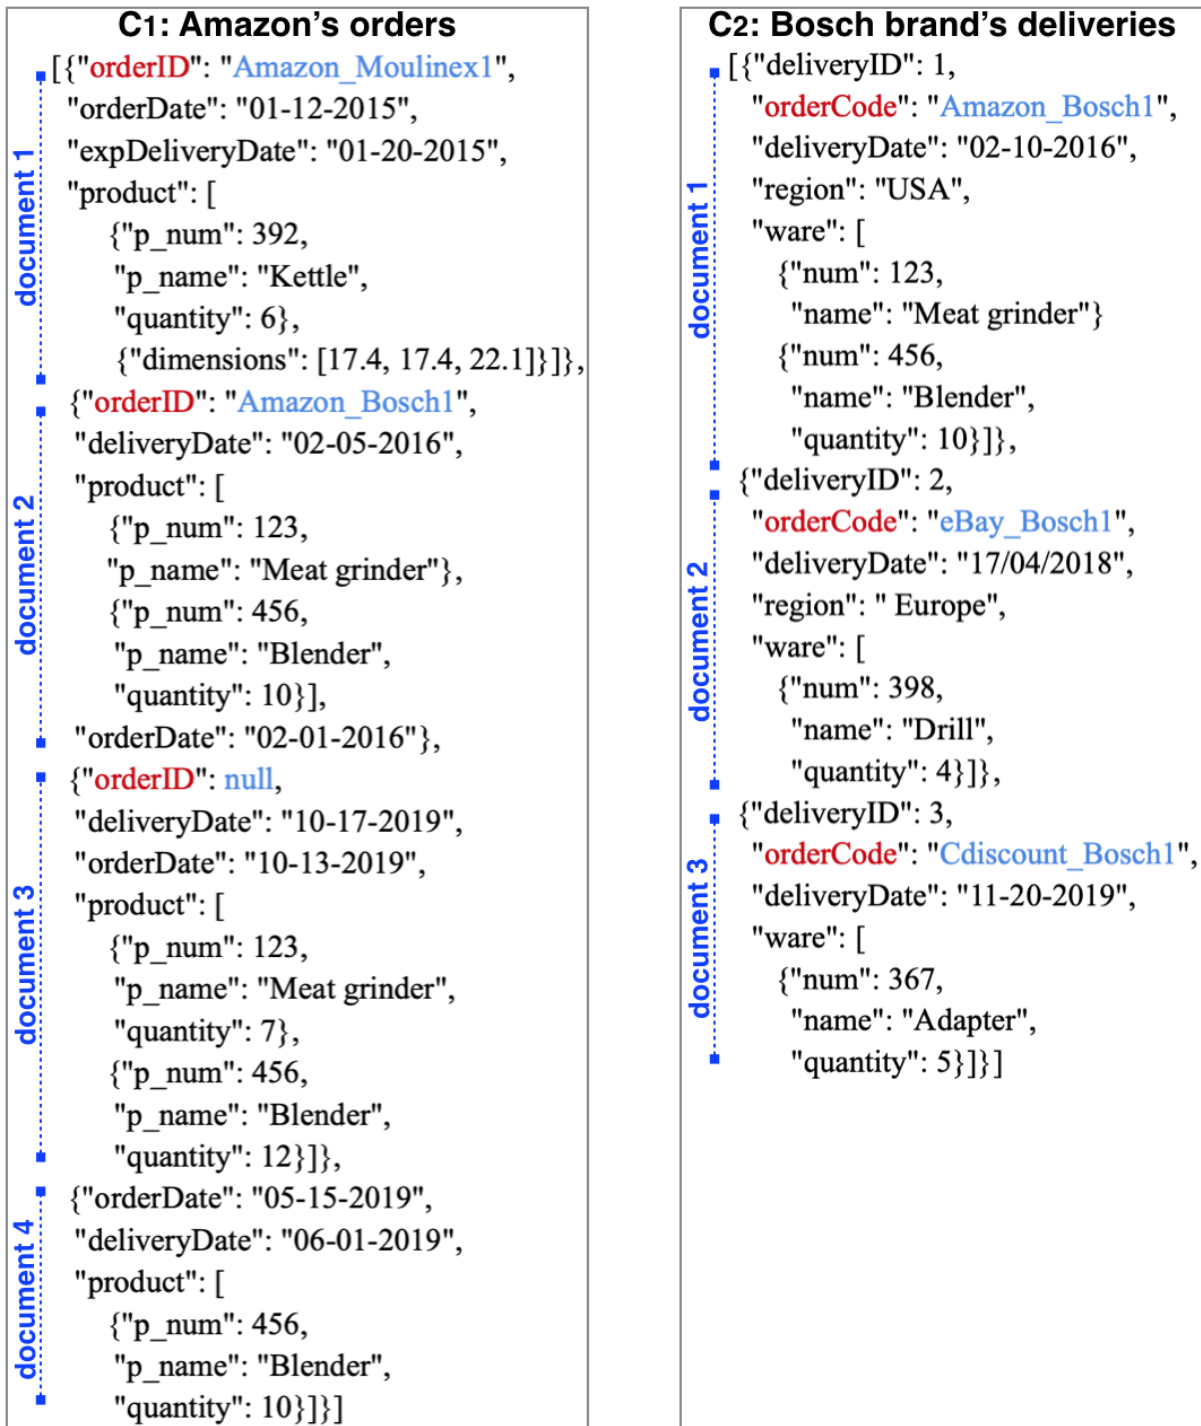 C1: Amazon's orders
[{"orderID": "Amazon_Moulinex1",
"orderDate": "01-12-2015",
"expDeliveryDate": "01-20-2015",
"product": [
{"p_num": 392,
"p_name": "Kettle",
"quantity": 6},
{"dimensions": [17.4, 17.4, 22.1]}]},
document 1
{"orderID": "Amazon_Bosch1",
"deliveryDate": "02-05-2016",
"product": [
{"p_num": 123,
"p_name": "Meat grinder"},
{"p_num": 456,
"p_name": "Blender",
"quantity": 10}],
"orderDate": "02-01-2016"},
document 2
{"orderID": null,
"deliveryDate": "10-17-2019",
"orderDate": "10-13-2019",
"product": [
{"p_num": 123,
"p_name": "Meat grinder",
"quantity": 7},
{"p_num": 456,
"p_name": "Blender",
"quantity": 12}]},
document 3
{"orderDate": "05-15-2019",
"deliveryDate": "06-01-2019",
"product": [
{"p_num": 456,
"p_name": "Blender",
"quantity": 10}]}]
document 4
C2: Bosch brand's deliveries
[{"deliveryID": 1,
"orderCode": "Amazon_Bosch1",
"deliveryDate": "02-10-2016",
"region": "USA",
"ware": [
{"num": 123,
"name": "Meat grinder"}
{"num": 456,
"name": "Blender",
"quantity": 10}]},
document 1
{"deliveryID": 2,
"orderCode": "eBay_Bosch1",
"deliveryDate": "17/04/2018",
"region": " Europe",
"ware": [
{"num": 398,
"name": "Drill",
"quantity": 4}]},
document 2
{"deliveryID": 3,
"orderCode": "Cdiscount_Bosch1",
"deliveryDate": "11-20-2019",
"ware": [
{"num": 367,
"name": "Adapter",
"quantity": 5}]}]
document 3